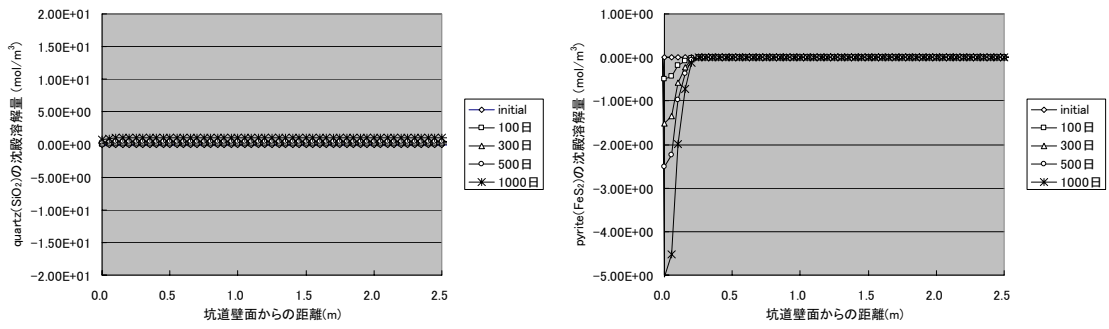 quartz(SiO2)の沈殿溶解量 (mol/m3)
2.00E+01
1.50E+01
1.00E+01
5.00E+00
0.00E+00
-5.00E+00
-1.00E+01
-1.50E+01
-2.00E+01
0.0 0.5 1.0 1.5 2.0 2.5
坑道壁面からの距離(m)
initial
100日
300日
500日
1000日
pyrite(FeS2)の沈殿溶解量 (mol/m3)
1.00E+00
0.00E+00
-1.00E+00
-2.00E+00
-3.00E+00
-4.00E+00
-5.00E+00
0.0 0.5 1.0 1.5 2.0 2.5
坑道壁面からの距離(m)
initial
100日
300日
500日
1000日